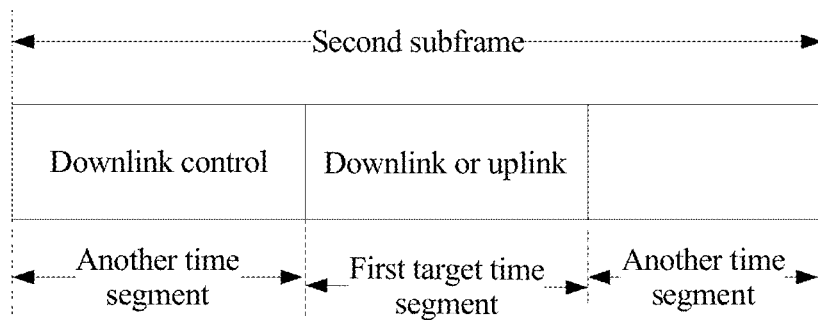 Second subframe
Downlink control
Downlink or uplink
Another time
segment
First target time
segment
Another time
segment